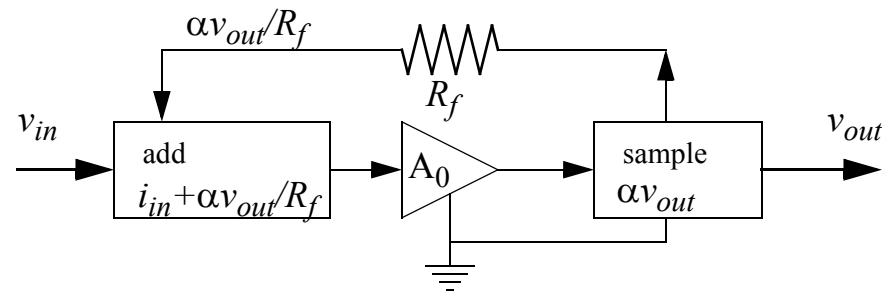 αv_out/R_f
R_f
v_in
v_out
add
i_in+αv_out/R_f
A_0
sample
αv_out